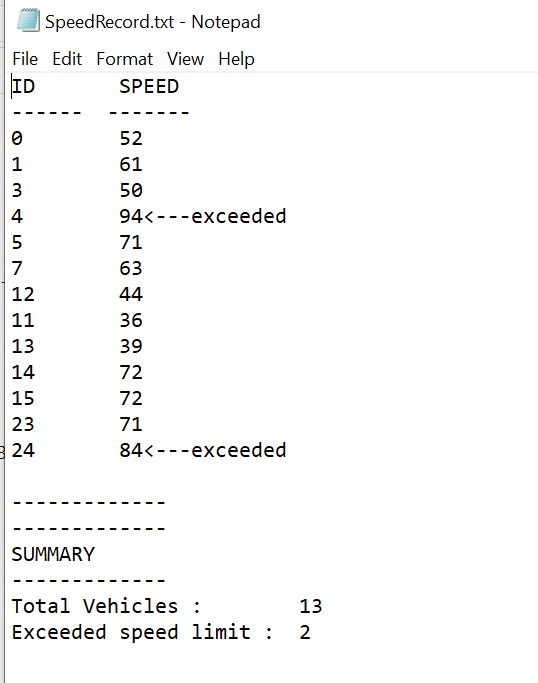 SpeedRecord.txt - Notepad
File Edit Format View Help
ID SPEED
------ -------
0 52
1 61
3 50
4 94<---exceeded
5 71
7 63
12 44
11 36
13 39
14 72
15 72
23 71
24 84<---exceeded
-------------
-------------
SUMMARY
-------------
Total Vehicles : 13
Exceeded speed limit : 2